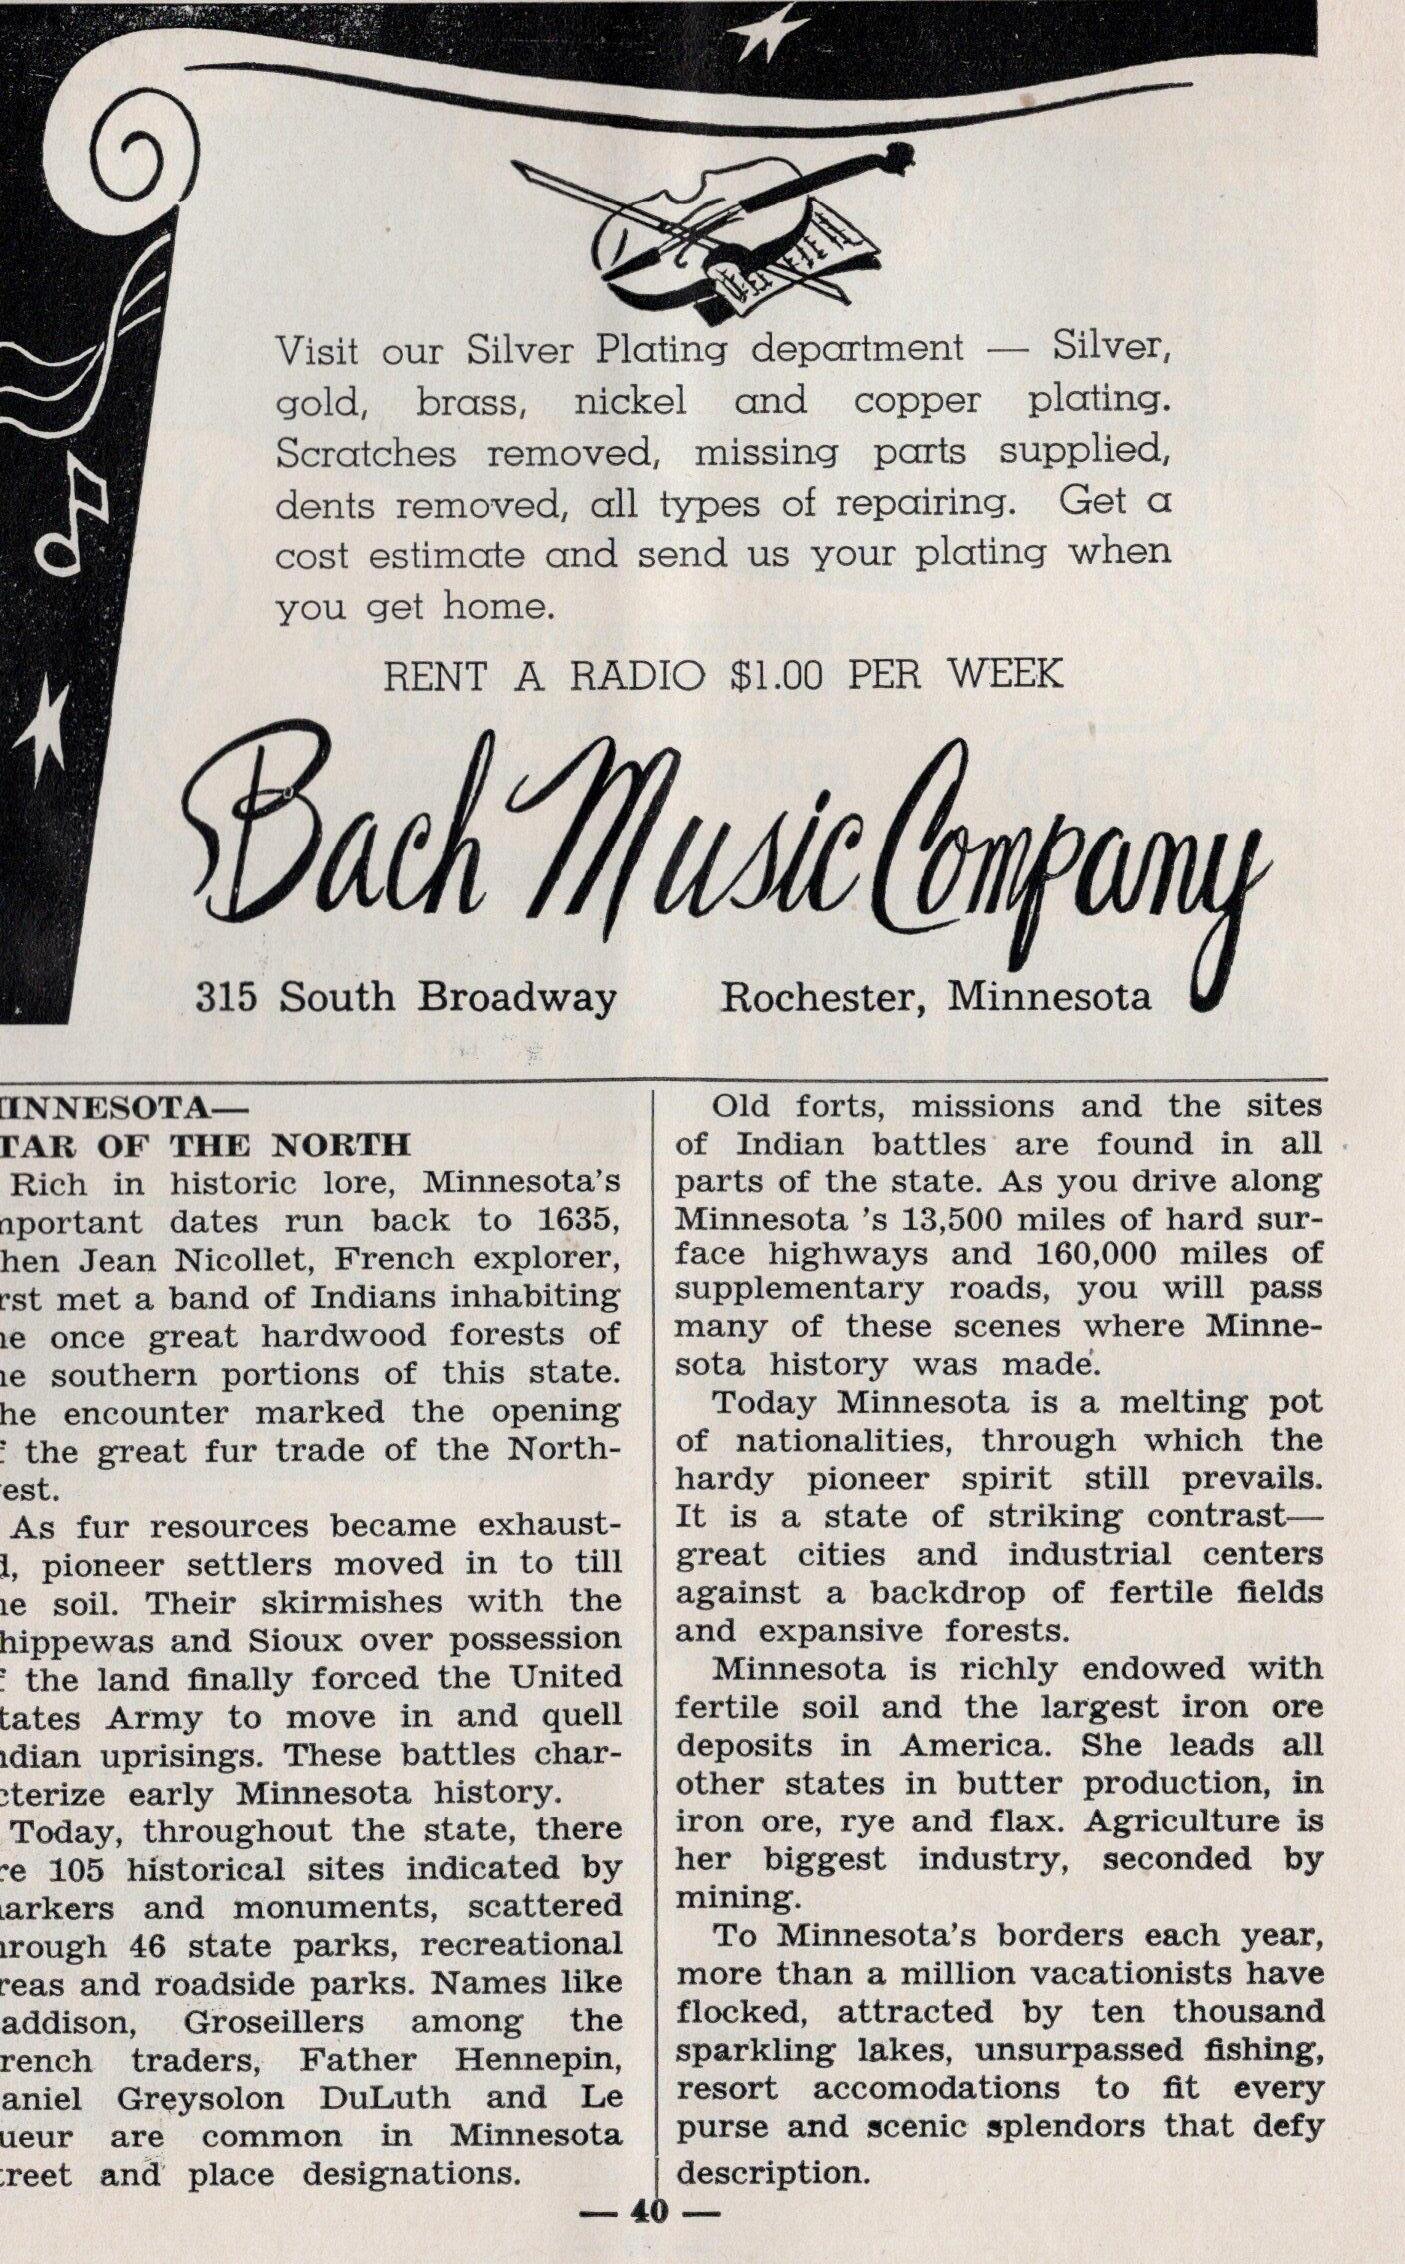 Visit our Silver Plating department — Silver,
gold, brass, nickel and copper plating.
Scratches removed, missing parts supplied,
dents removed, all types of repairing. Get a
cost estimate and send us your plating when
you get home.
RENT A RADIO $1.00 PER WEEK
Bach Music Company
315 South Broadway Rochester, Minnesota
INNESOTA—
TAR OF THE NORTH
Rich in historic lore, Minnesota's
mportant dates run back to 1635,
hen Jean Nicollet, French explorer,
rst met a band of Indians inhabiting
he once great hardwood forests of
he southern portions of this state.
he encounter marked the opening
f the great fur trade of the North-
est.
As fur resources became exhaust-
d, pioneer settlers moved in to till
he soil. Their skirmishes with the
hippewas and Sioux over possession
f the land finally forced the United
tates Army to move in and quell
ndian uprisings. These battles char-
cterize early Minnesota history.
Today, throughout the state, there
re 105 historical sites indicated by
arkers and monuments, scattered
hrough 46 state parks, recreational
reas and roadside parks. Names like
addison, Groseillers among the
rench traders, Father Hennepin,
aniel Greysolon DuLuth and Le
ueur are common in Minnesota
treet and place designations.
Old forts, missions and the sites
of Indian battles are found in all
parts of the state. As you drive along
Minnesota 's 13,500 miles of hard sur-
face highways and 160,000 miles of
supplementary roads, you will pass
many of these scenes where Minne-
sota history was made.
Today Minnesota is a melting pot
of nationalities, through which the
hardy pioneer spirit still prevails.
It is a state of striking contrast—
great cities and industrial centers
against a backdrop of fertile fields
and expansive forests.
Minnesota is richly endowed with
fertile soil and the largest iron ore
deposits in America. She leads all
other states in butter production, in
iron ore, rye and flax. Agriculture is
her biggest industry, seconded by
mining.
To Minnesota's borders each year,
more than a million vacationists have
flocked, attracted by ten thousand
sparkling lakes, unsurpassed fishing,
resort accomodations to fit every
purse and scenic splendors that defy
description.
— 40 —